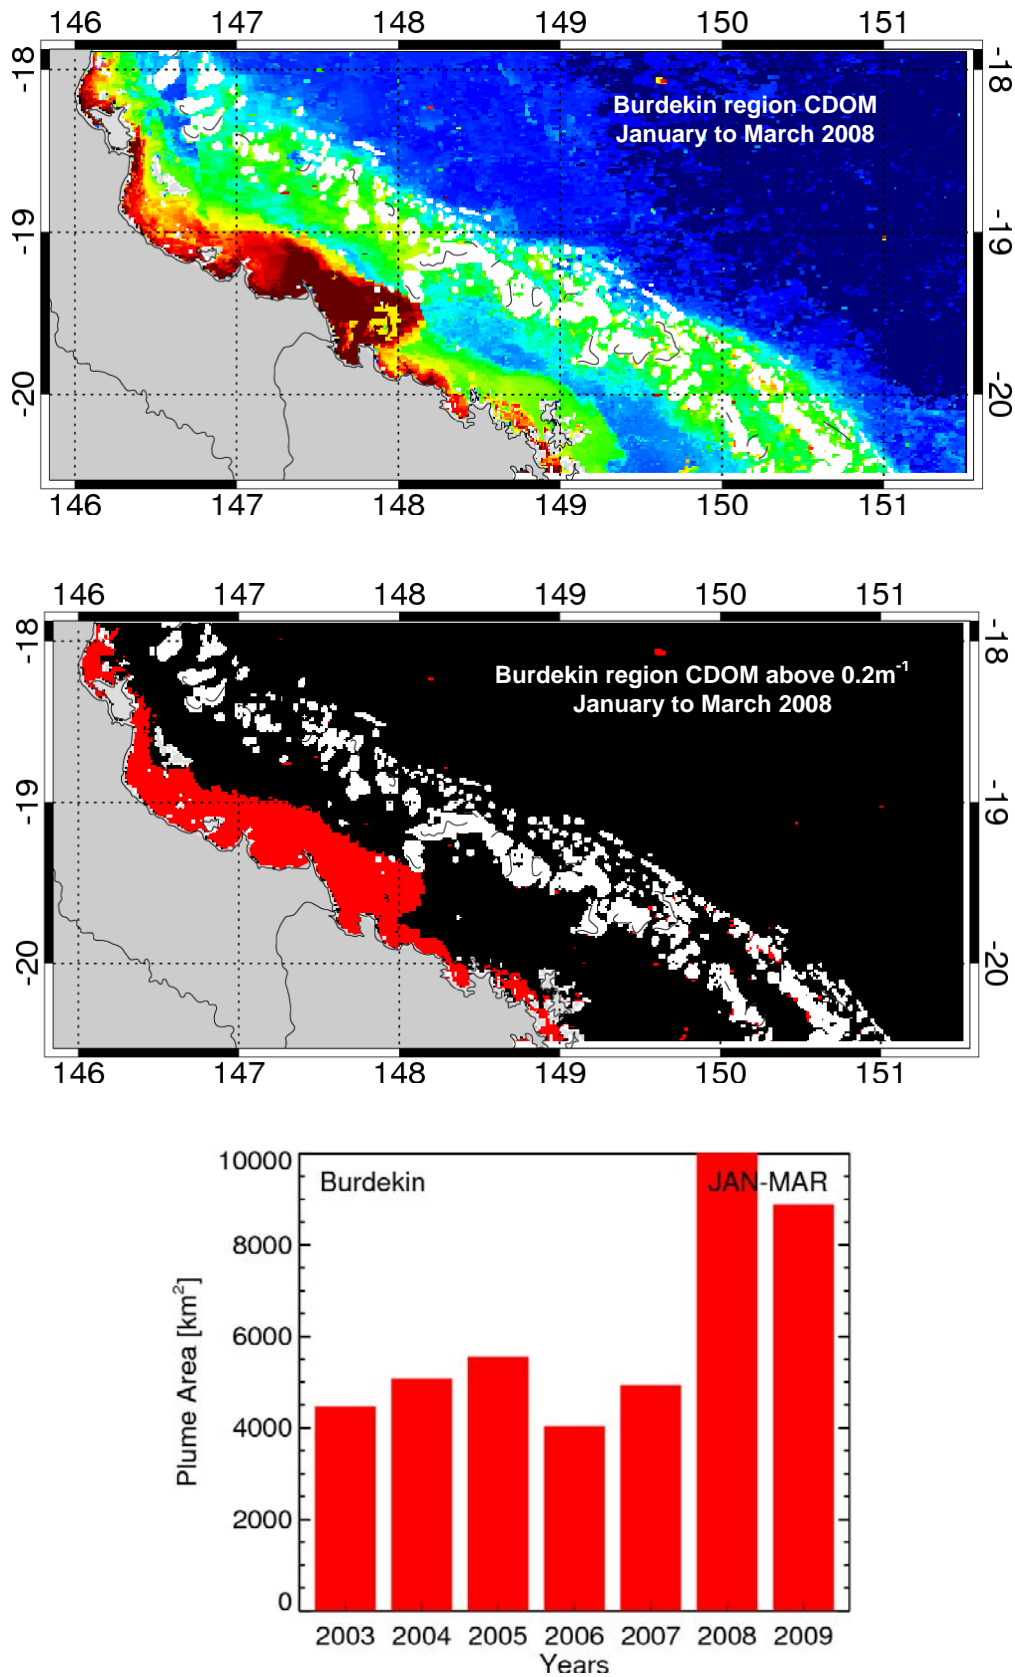 146 147 148 149 150 151
-18 -18
Burdekin region CDOM
January to March 2008
-19 -19
-20 -20
146 147 148 149 150 151
146 147 148 149 150 151
-18 -18
Burdekin region CDOM above 0.2m⁻¹
January to March 2008
-19 -19
-20 -20
146 147 148 149 150 151
10000
Burdekin JAN-MAR
8000
6000
Plume Area [km²]
4000
2000
0
2003 2004 2005 2006 2007 2008 2009
Years